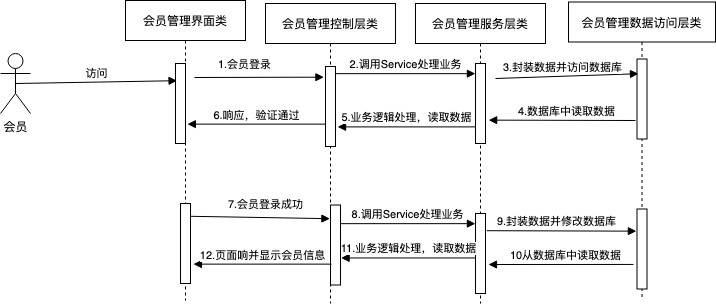 会员管理界面类
会员管理控制层类
会员管理服务层类
会员管理数据访问层类
访问
会员
1.会员登录
2.调用Service处理业务
3.封装数据并访问数据库
4.数据库中读取数据
5.业务逻辑处理，读取数据
6.响应，验证通过
7.会员登录成功
8.调用Service处理业务
9.封装数据并修改数据库
10从数据库中读取数据
11.业务逻辑处理，读取数据
12.页面响并显示会员信息